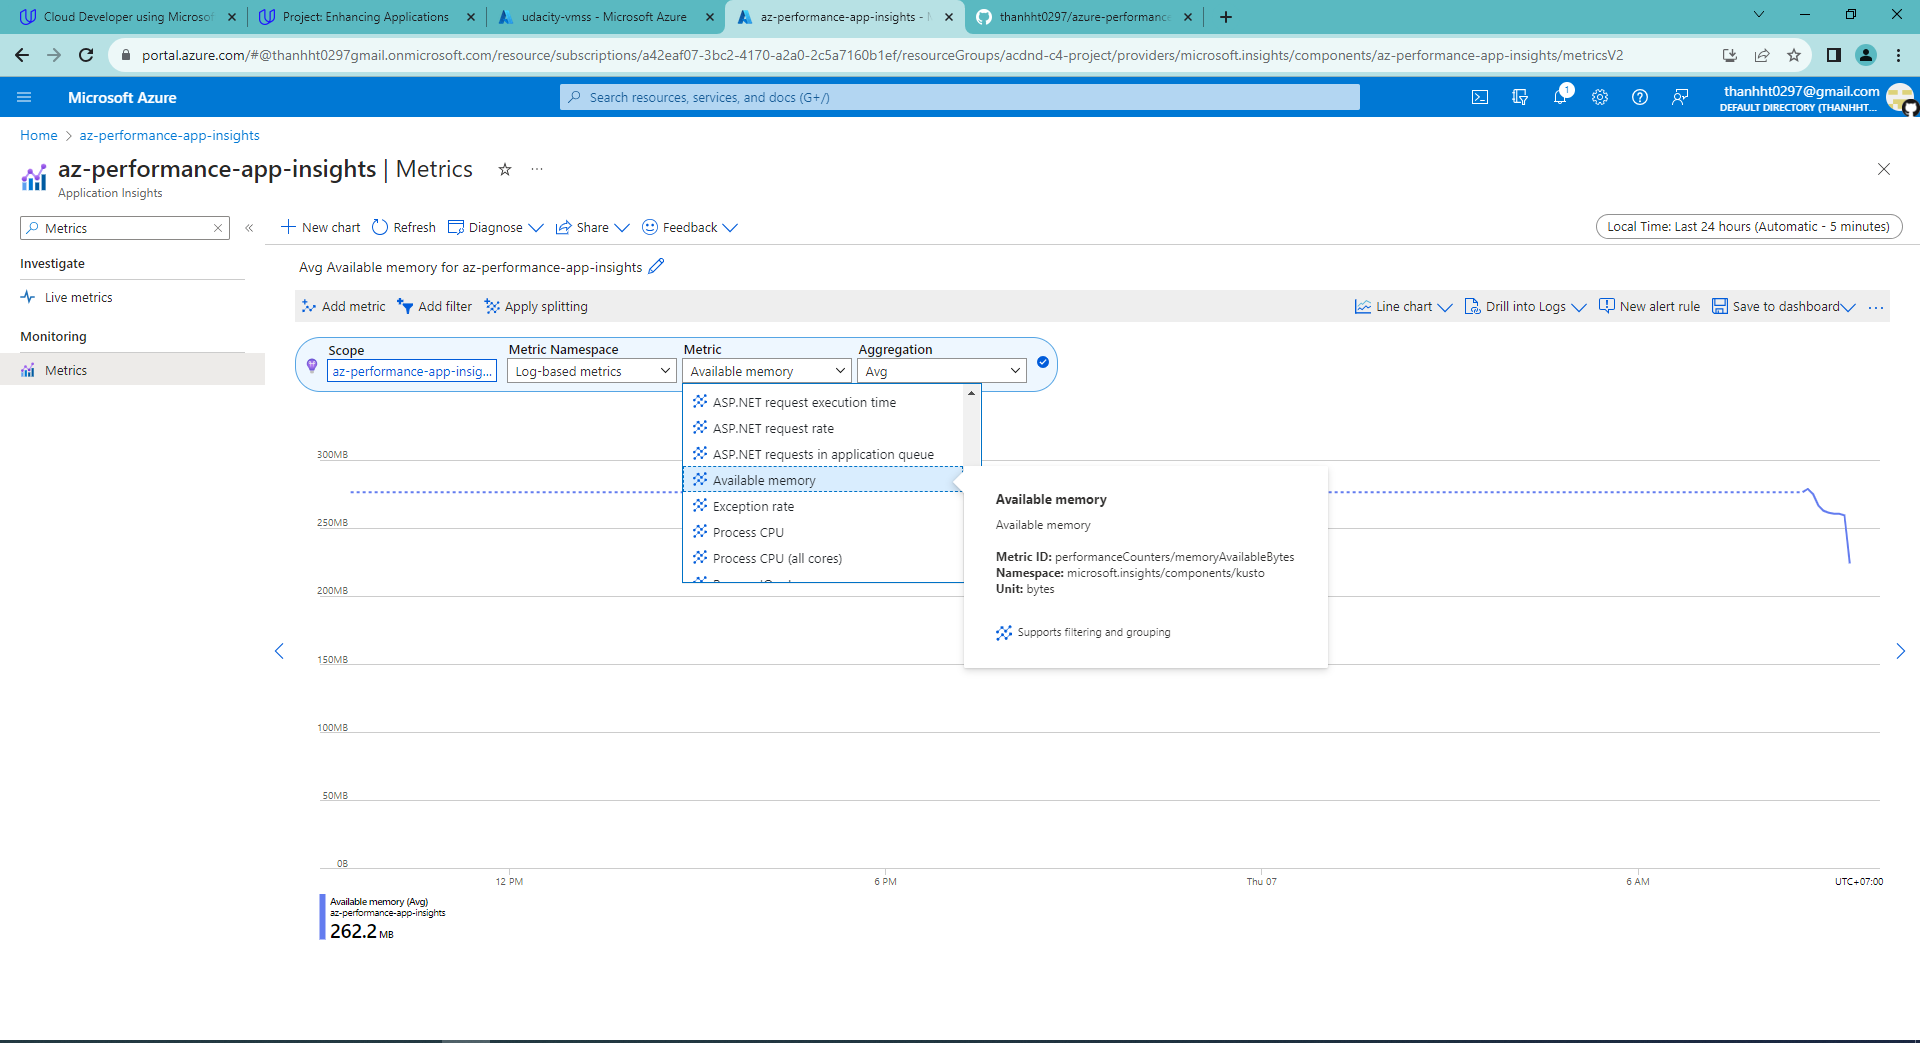 Cloud Developer using Microsof
Project: Enhancing Applications
udacity-vmss - Microsoft Azure
az-performance-app-insights - M
thanhht0297/azure-performance
portal.azure.com/#@thanhht0297gmail.onmicrosoft.com/resource/subscriptions/a42eaf07-3bc2-4170-a2a0-2c5a7160b1ef/resourceGroups/acdnd-c4-project/providers/microsoft.insights/components/az-performance-app-insights/metricsV2
Microsoft Azure
Search resources, services, and docs (G+/)
1
thanhht0297@gmail.com
DEFAULT DIRECTORY (THANHHT...
Home > az-performance-app-insights
az-performance-app-insights | Metrics
Application Insights
Metrics
Investigate
Live metrics
Monitoring
Metrics
New chart
Refresh
Diagnose
Share
Feedback
Local Time: Last 24 hours (Automatic - 5 minutes)
Avg Available memory for az-performance-app-insights
Add metric
Add filter
Apply splitting
Line chart
Drill into Logs
New alert rule
Save to dashboard
Scope
az-performance-app-insig...
Metric Namespace
Log-based metrics
Metric
Available memory
Aggregation
Avg
ASP.NET request execution time
ASP.NET request rate
ASP.NET requests in application queue
Available memory
Exception rate
Process CPU
Process CPU (all cores)
Available memory
Available memory
Metric ID: performanceCounters/memoryAvailableBytes
Namespace: microsoft.insights/components/kusto
Unit: bytes
Supports filtering and grouping
300MB
250MB
200MB
150MB
100MB
50MB
0B
12 PM
6 PM
Thu 07
6 AM
UTC+07:00
Available memory (Avg)
az-performance-app-insights
262.2 MB